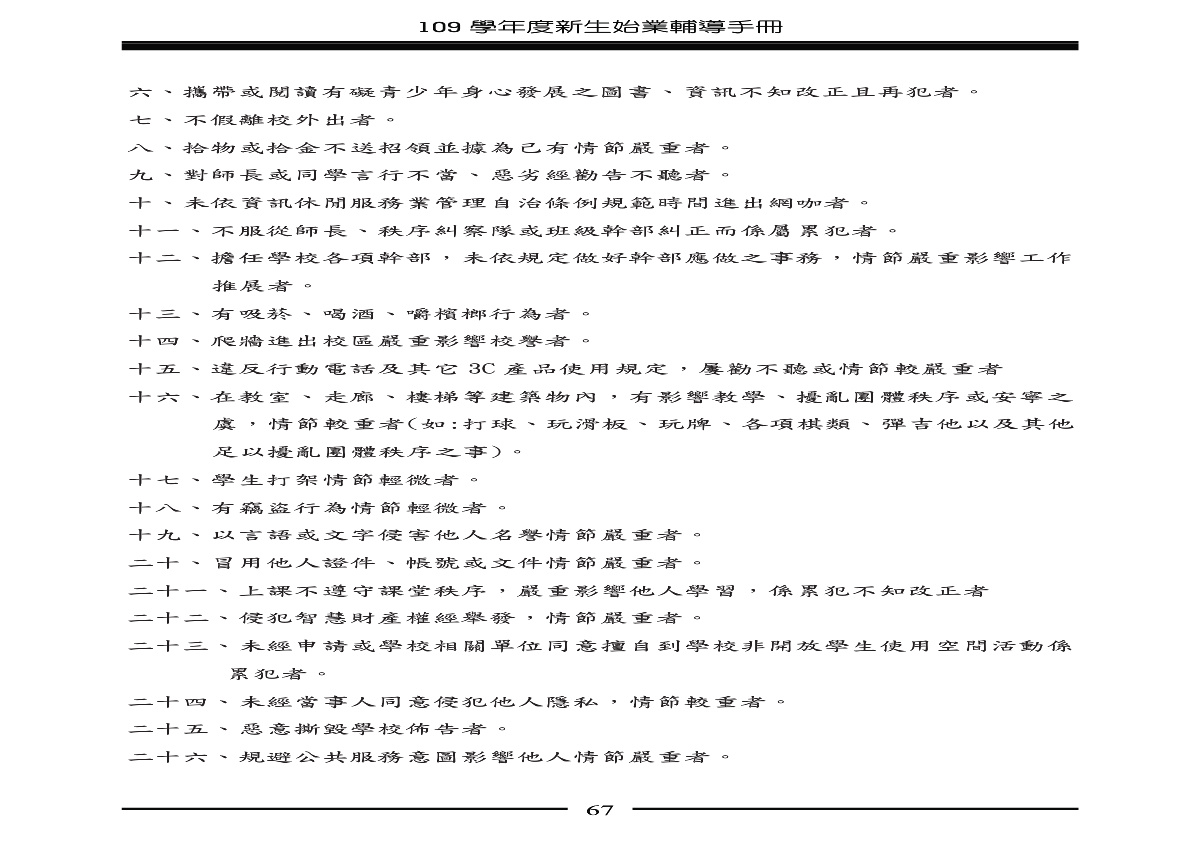 109 學年度新生始業輔導手冊
六、攜帶或閱讀有礙青少年身心發展之圖書、資訊不知改正且再犯者。
七、不假離校外出者。
八、拾物或拾金不送招領並據為己有情節嚴重者。
九、對師長或同學言行不當、惡劣經勸告不聽者。
十、未依資訊休閒服務業管理自治條例規範時間進出網咖者。
十一、不服從師長、秩序糾察隊或班級幹部糾正而係屬累犯者。
十二、擔任學校各項幹部，未依規定做好幹部應做之事務，情節嚴重影響工作
推展者。
十三、有吸菸、喝酒、嚼檳榔行為者。
十四、爬牆進出校區嚴重影響校譽者。
十五、違反行動電話及其它 3C 產品使用規定，屢勸不聽或情節較嚴重者
十六、在教室、走廊、樓梯等建築物內，有影響教學、擾亂團體秩序或安寧之
虞，情節較重者(如:打球、玩滑板、玩牌、各項棋類、彈吉他以及其他
足以擾亂團體秩序之事)。
十七、學生打架情節輕微者。
十八、有竊盜行為情節輕微者。
十九、以言語或文字侵害他人名譽情節嚴重者。
二十、冒用他人證件、帳號或文件情節嚴重者。
二十一、上課不遵守課堂秩序，嚴重影響他人學習，係累犯不知改正者
二十二、侵犯智慧財產權經舉發，情節嚴重者。
二十三、未經申請或學校相關單位同意擅自到學校非開放學生使用空間活動係
累犯者。
二十四、未經當事人同意侵犯他人隱私，情節較重者。
二十五、惡意撕毀學校佈告者。
二十六、規避公共服務意圖影響他人情節嚴重者。
67